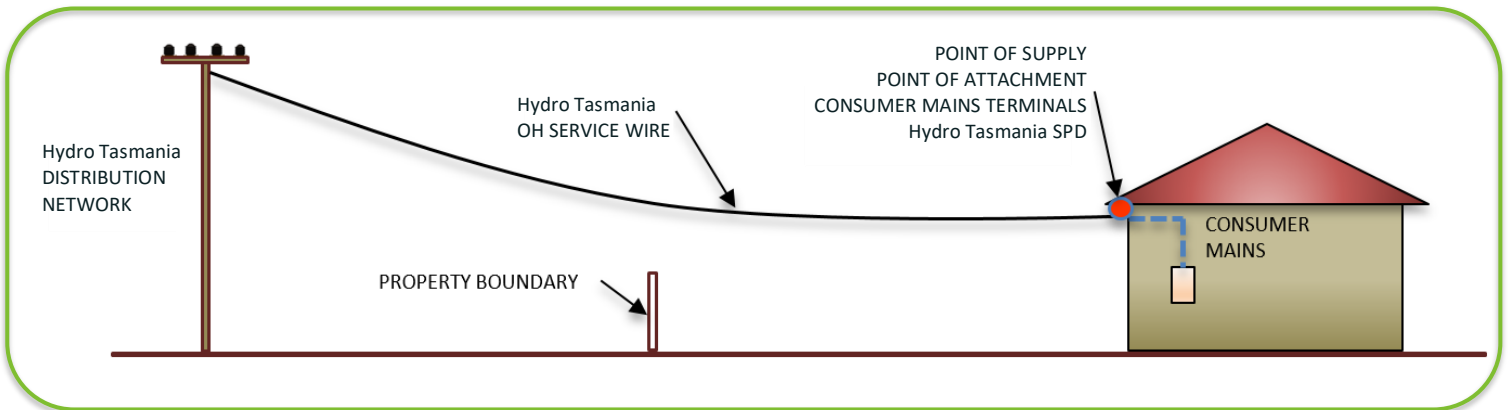 Hydro Tasmania
DISTRIBUTION
NETWORK
Hydro Tasmania
OH SERVICE WIRE
PROPERTY BOUNDARY
POINT OF SUPPLY
POINT OF ATTACHMENT
CONSUMER MAINS TERMINALS
Hydro Tasmania SPD
CONSUMER
MAINS